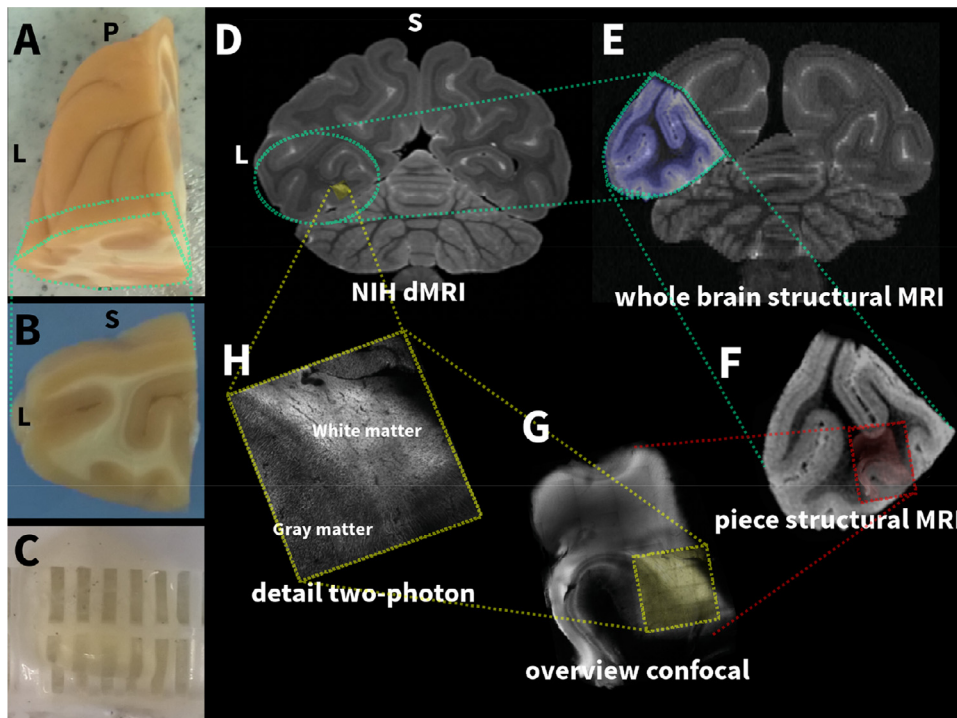 A
P
L
D
S
L
E
NIH dMRI
whole brain structural MRI
B
S
L
H
White matter
Gray matter
detail two-photon
G
F
piece structural MRI
overview confocal
C